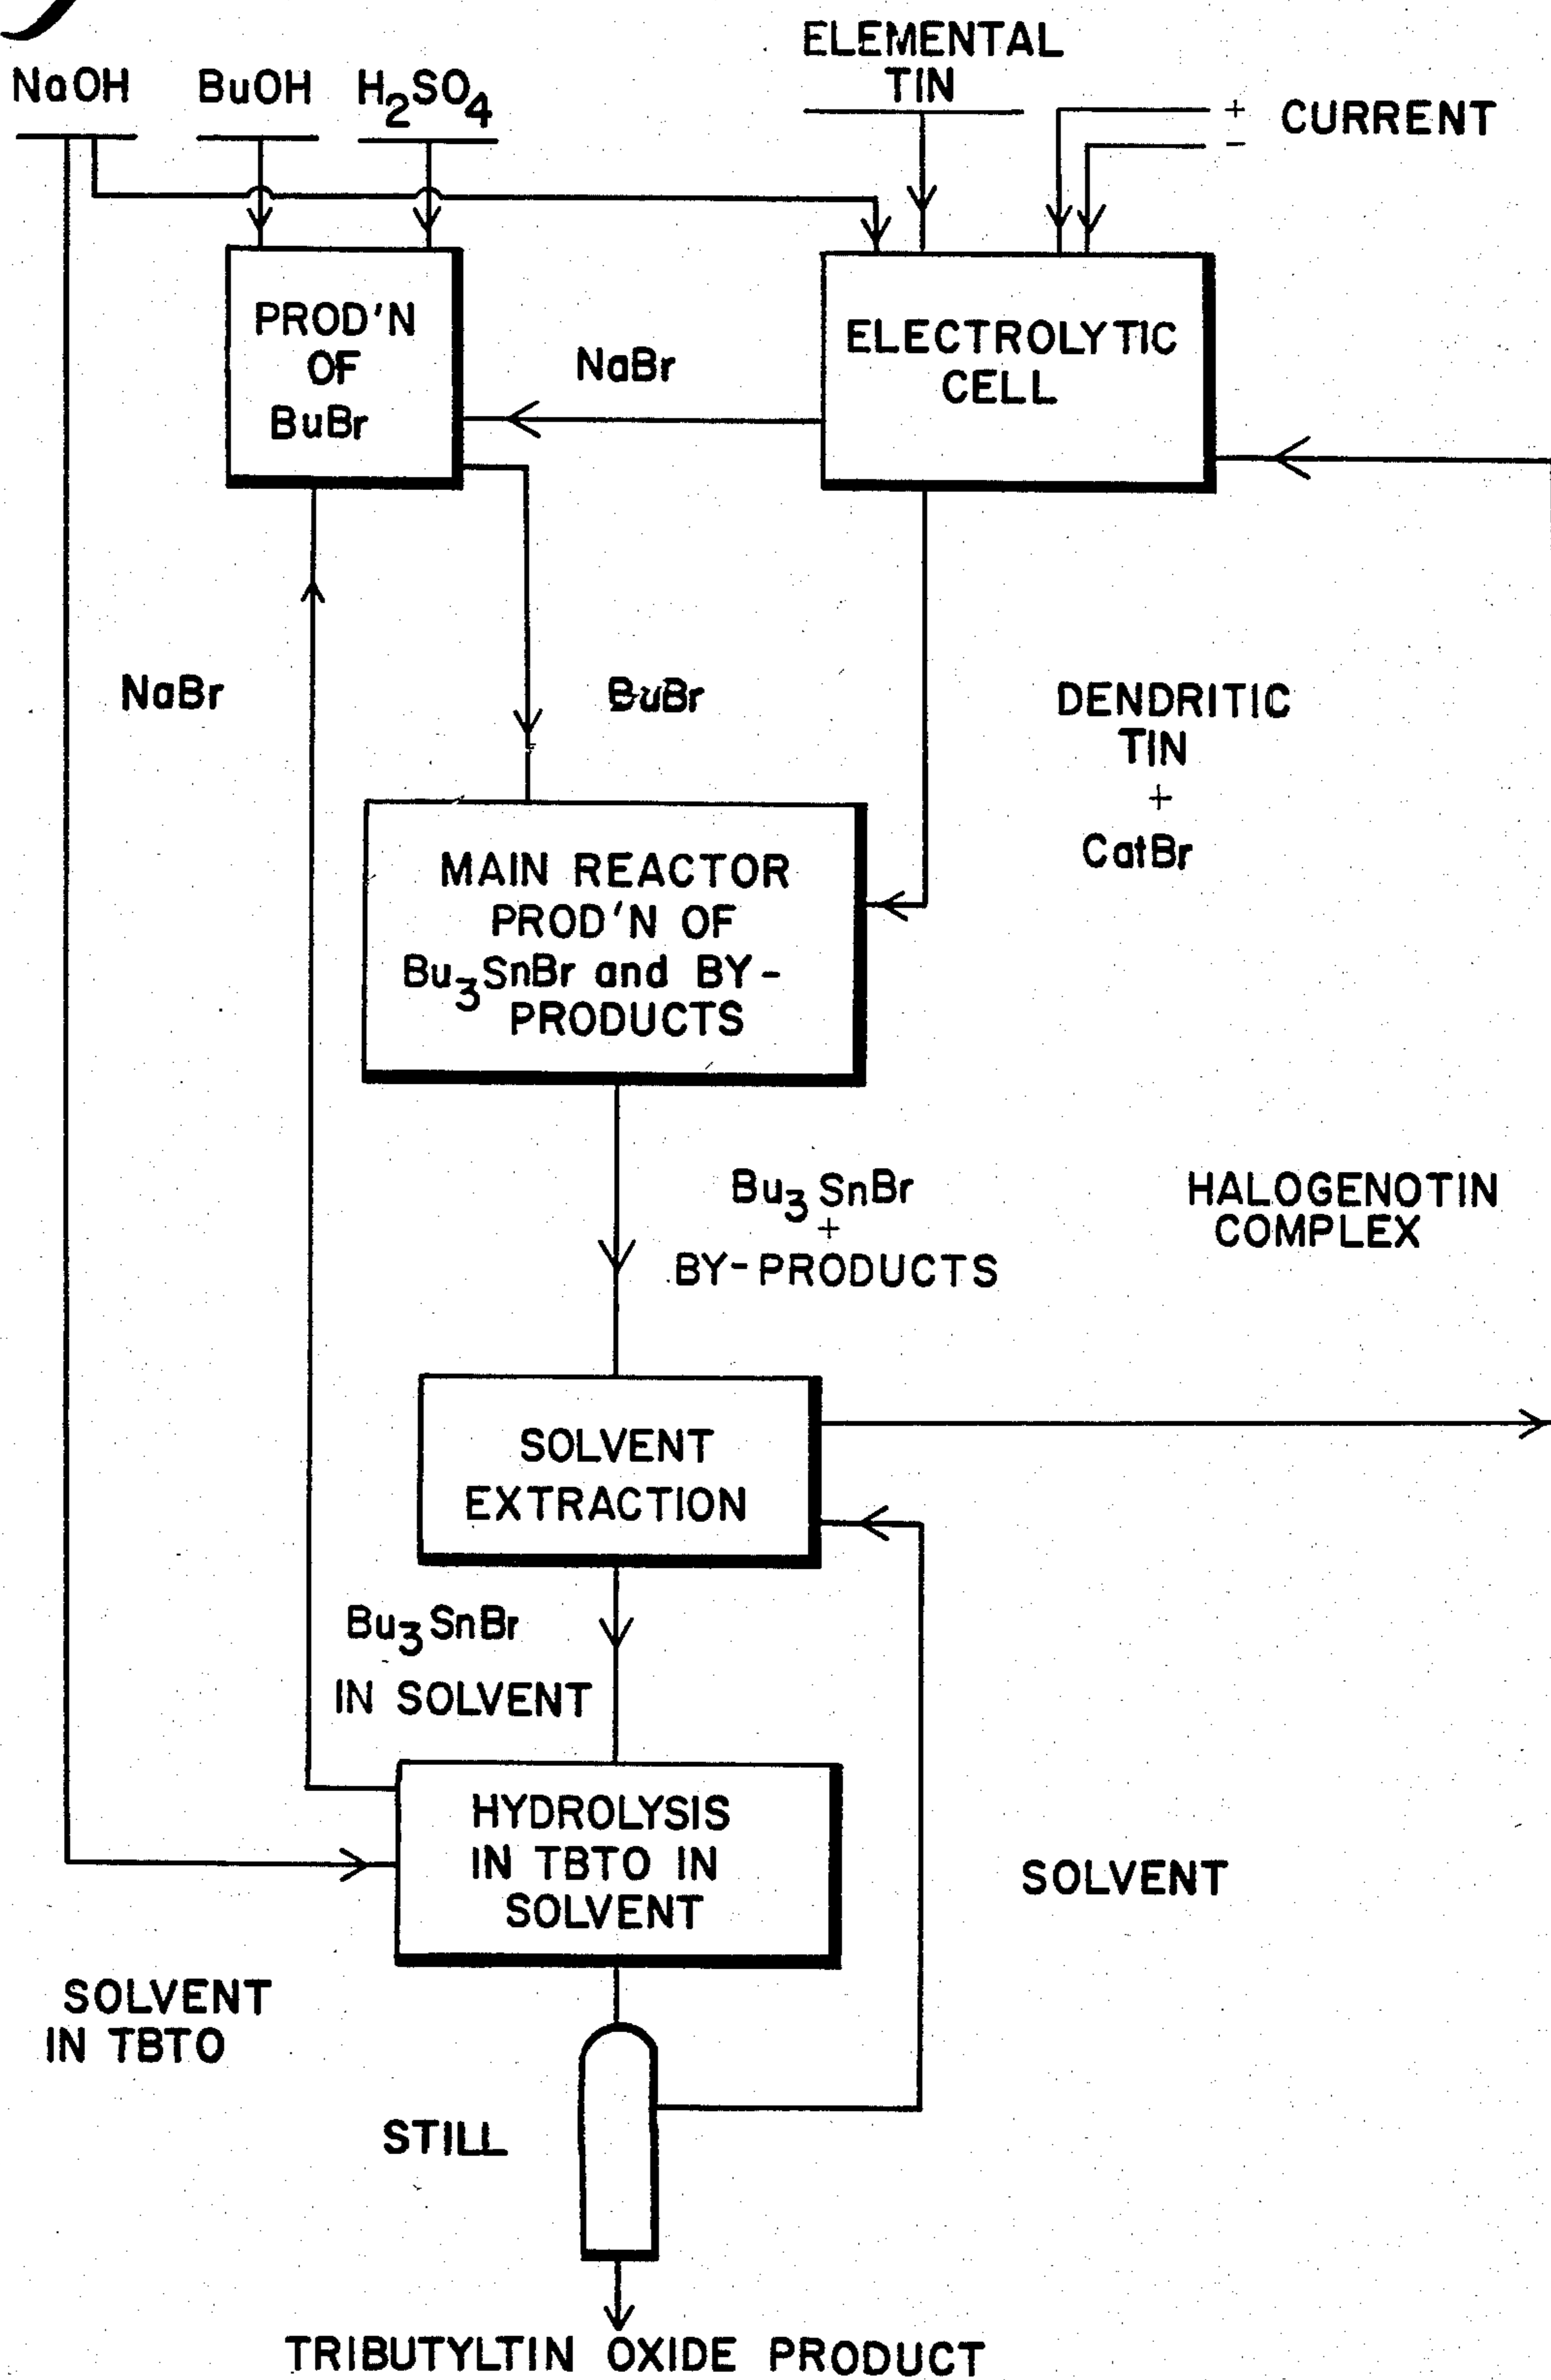 ELEMENTAL
TIN
NaOH
BuOH
H2SO4
+
CURRENT
-
PROD'N
OF
BuBr
NaBr
ELECTROLYTIC
CELL
NaBr
BuBr
DENDRITIC
TIN
+
CatBr
MAIN REACTOR
PROD'N OF
Bu3SnBr and BY-
PRODUCTS
Bu3SnBr
+
BY-PRODUCTS
HALOGENOTIN
COMPLEX
SOLVENT
EXTRACTION
Bu3SnBr
IN SOLVENT
HYDROLYSIS
IN TBTO IN
SOLVENT
SOLVENT
SOLVENT
IN TBTO
STILL
TRIBUTYLTIN OXIDE PRODUCT